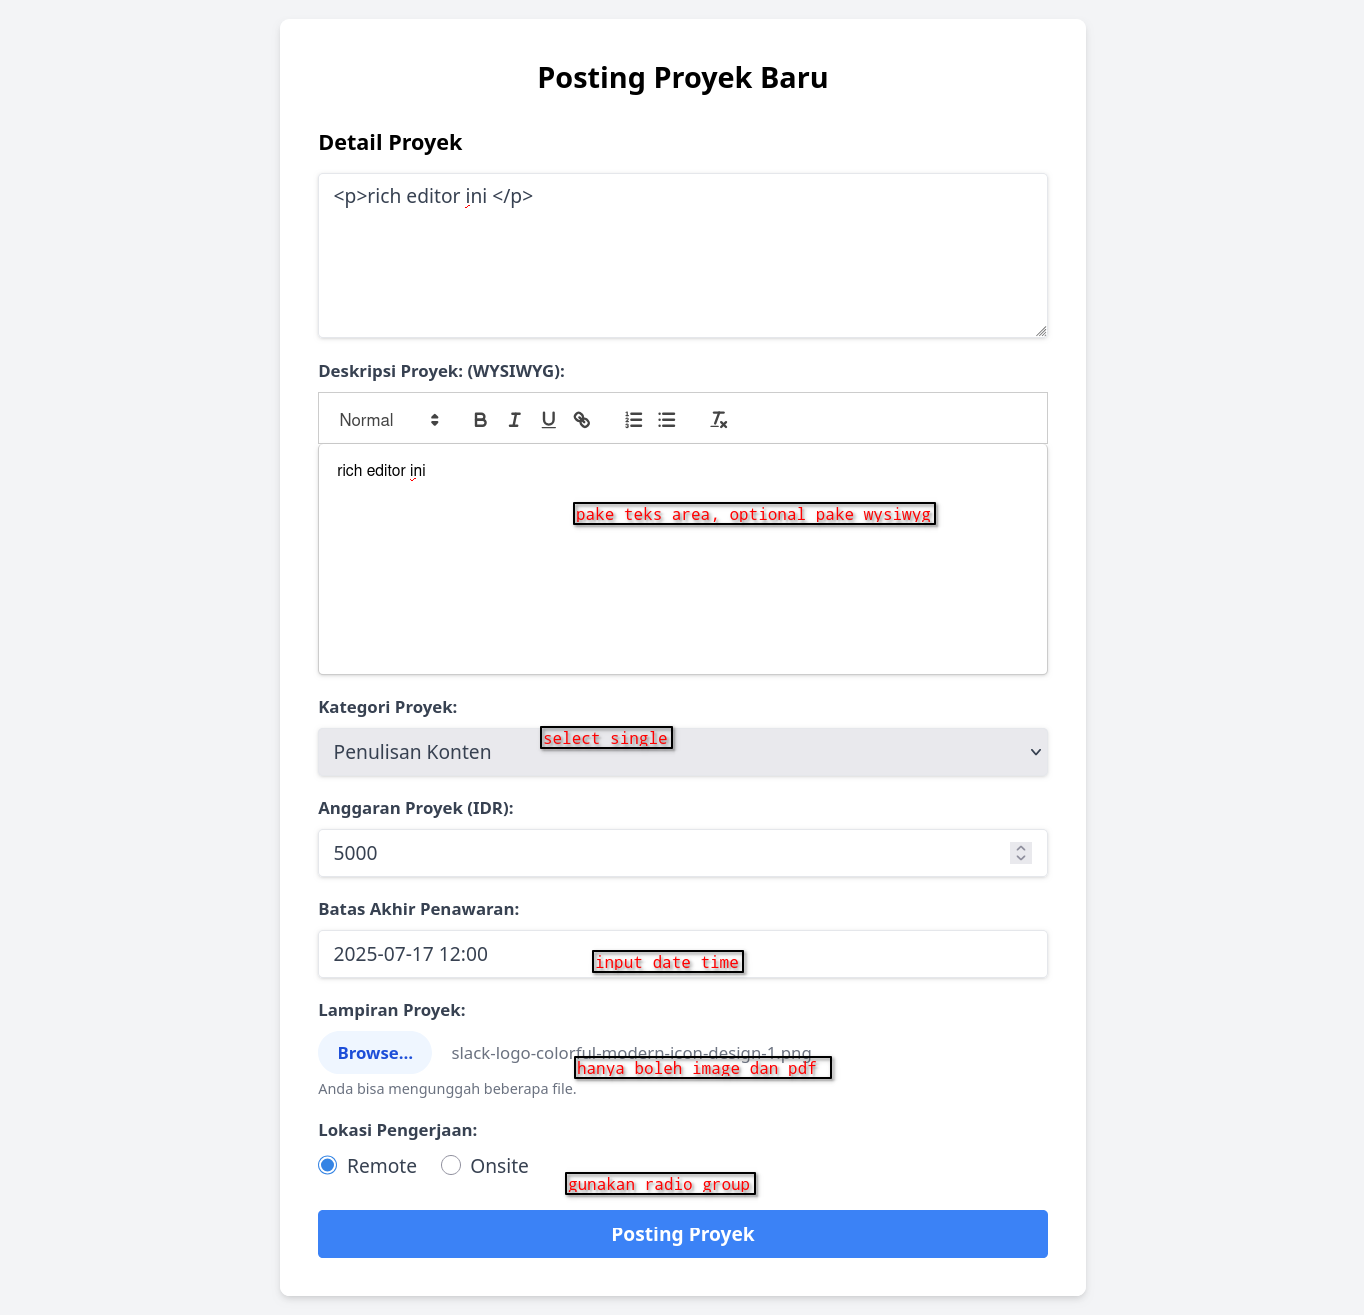 Posting Proyek Baru
Detail Proyek
<p>rich editor ini </p>
Deskripsi Proyek: (WYSIWYG):
Normal
rich editor ini
pake teks area, optional pake wysiwyg
Kategori Proyek:
select single
Penulisan Konten
Anggaran Proyek (IDR):
5000
Batas Akhir Penawaran:
2025-07-17 12:00
input date time
Lampiran Proyek:
Browse... slack-logo-colorful-modern-icon-design-1.png
hanya boleh image dan pdf
Anda bisa mengunggah beberapa file.
Lokasi Pengerjaan:
Remote Onsite
gunakan radio group
Posting Proyek